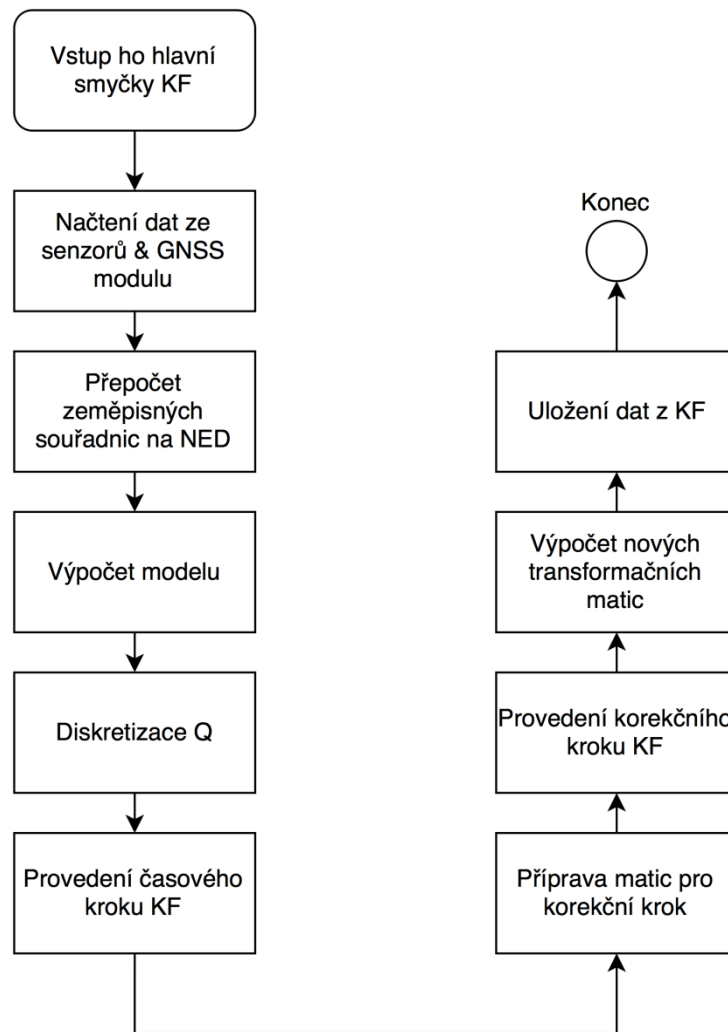 Vstup ho hlavní
smyčky KF
Načtení dat ze
senzorů & GNSS
modulu
Přepočet
zeměpisných
souřadnic na NED
Výpočet modelu
Diskretizace Q
Provedení časového
kroku KF
Příprava matic pro
korekční krok
Provedení korekčního
kroku KF
Výpočet nových
transformačních
matic
Uložení dat z KF
Konec